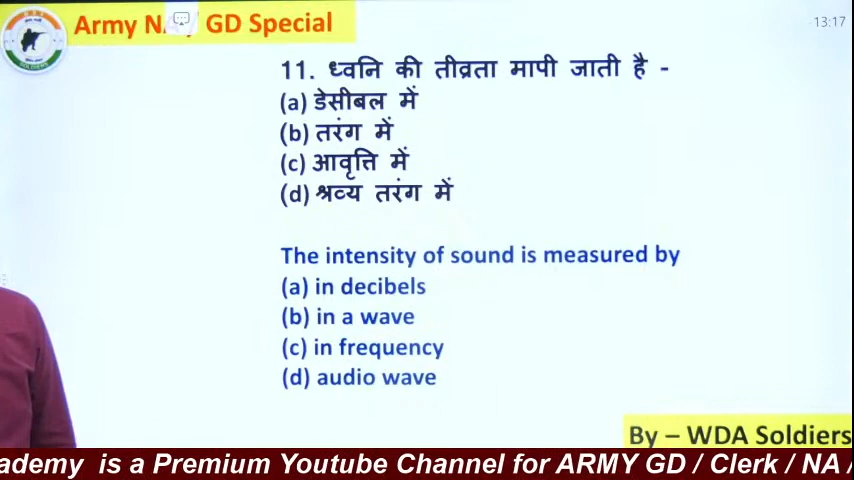 Army NA / GD Special
13:17
11. ध्वनि की तीव्रता मापी जाती है -
(a) डेसीबल में
(b) तरंग में
(c) आवृत्ति में
(d) श्रव्य तरंग में
The intensity of sound is measured by
(a) in decibels
(b) in a wave
(c) in frequency
(d) audio wave
By – WDA Soldiers
ademy is a Premium Youtube Channel for ARMY GD / Clerk / NA /